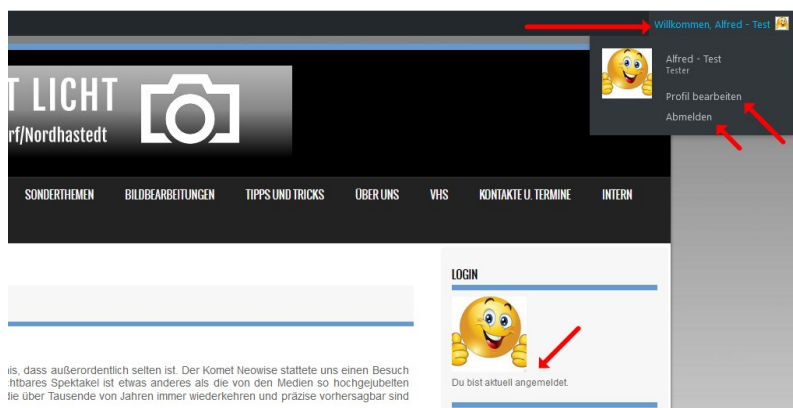 Willkommen, Alfred - Test
Alfred - Test
Tester
Profil bearbeiten
Abmelden
T LICHT
rf/Nordhastedt
SONDERTHEMEN BILDBEARBEITUNGEN TIPPS UND TRICKS ÜBER UNS VHS KONTAKTE U. TERMINE INTERN
LOGIN
Du bist aktuell angemeldet.
nis, dass außerordentlich selten ist. Der Komet Neowise stattete uns einen Besuch
chtbares Spektakel ist etwas anderes als die von den Medien so hochgejubelten
die über Tausende von Jahren immer wiederkehren und präzise vorhersagbar sind